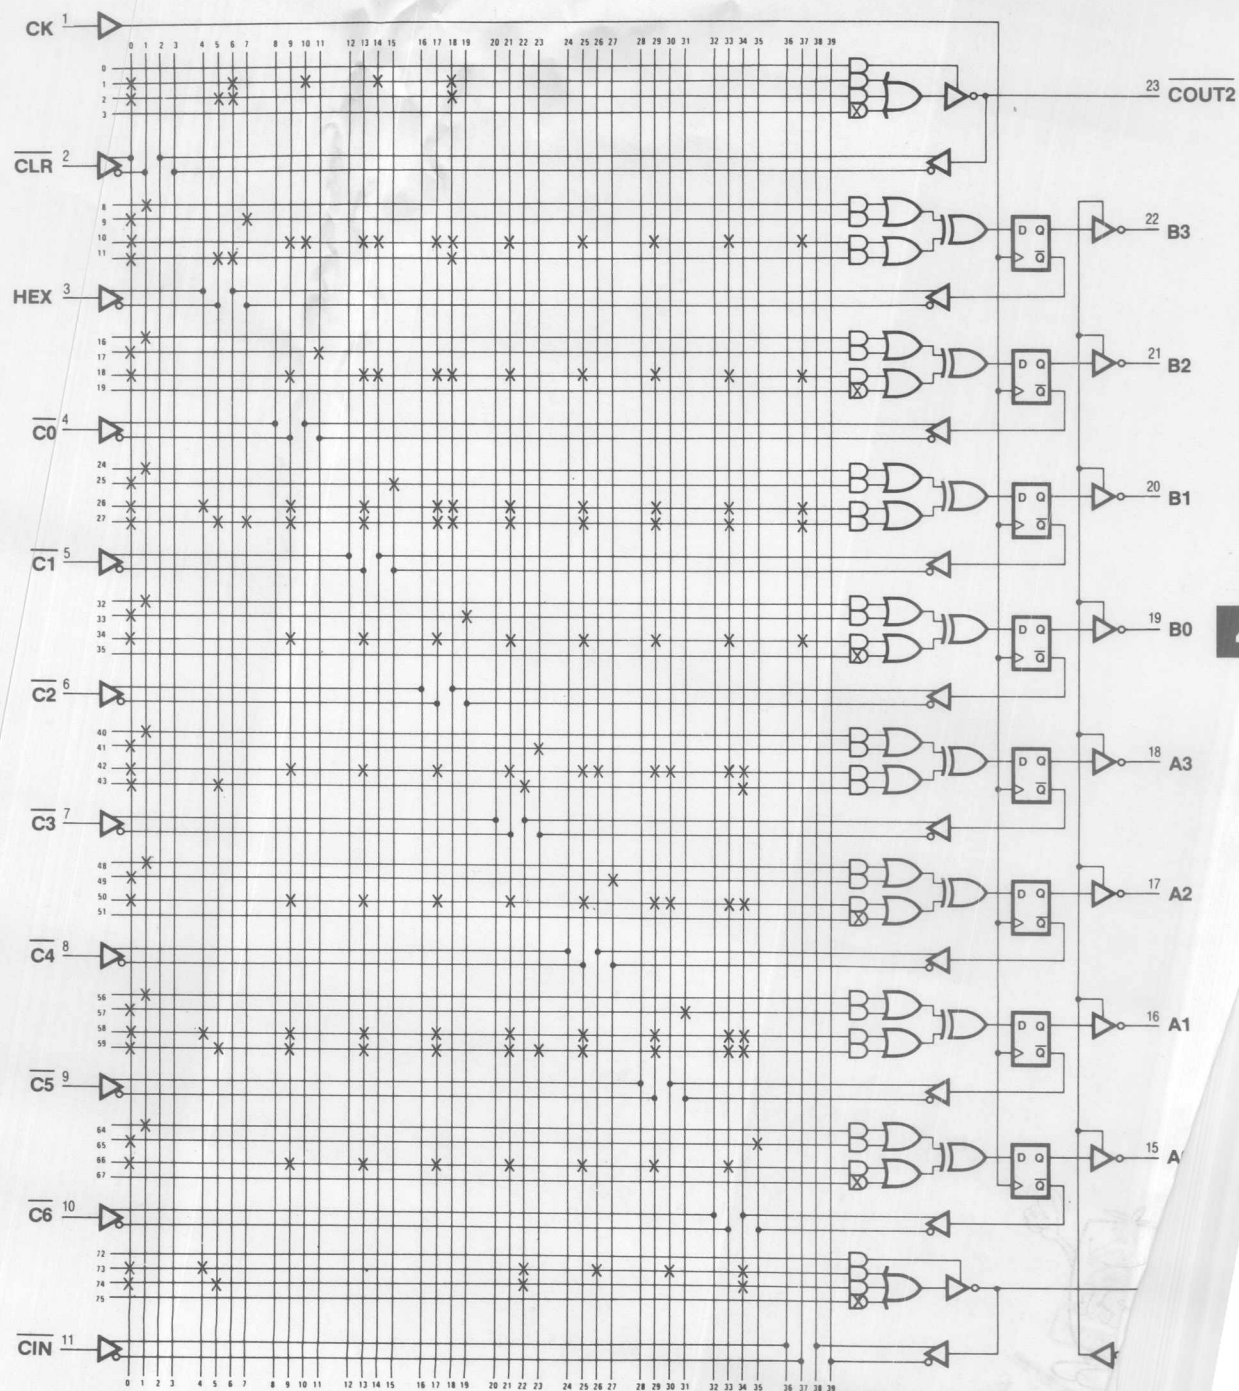 CK 1
0 1 2 3 4 5 6 7 8 9 10 11 12 13 14 15 16 17 18 19 20 21 22 23 24 25 26 27 28 29 30 31 32 33 34 35 36 37 38 39
0
1
2
3
23 COUT2
CLR 2
8
9
10
11
D Q
Q
22 B3
HEX 3
16
17
18
19
D Q
Q
21 B2
C0 4
24
25
26
27
D Q
Q
20 B1
C1 5
32
33
34
35
D Q
Q
19 B0
C2 6
40
41
42
43
D Q
Q
18 A3
C3 7
48
49
50
51
D Q
Q
17 A2
C4 8
56
57
58
59
D Q
Q
16 A1
C5 9
64
65
66
67
D Q
Q
15 A
C6 10
72
73
74
75
CIN 11
0 1 2 3 4 5 6 7 8 9 10 11 12 13 14 15 16 17 18 19 20 21 22 23 24 25 26 27 28 29 30 31 32 33 34 35 36 37 38 39